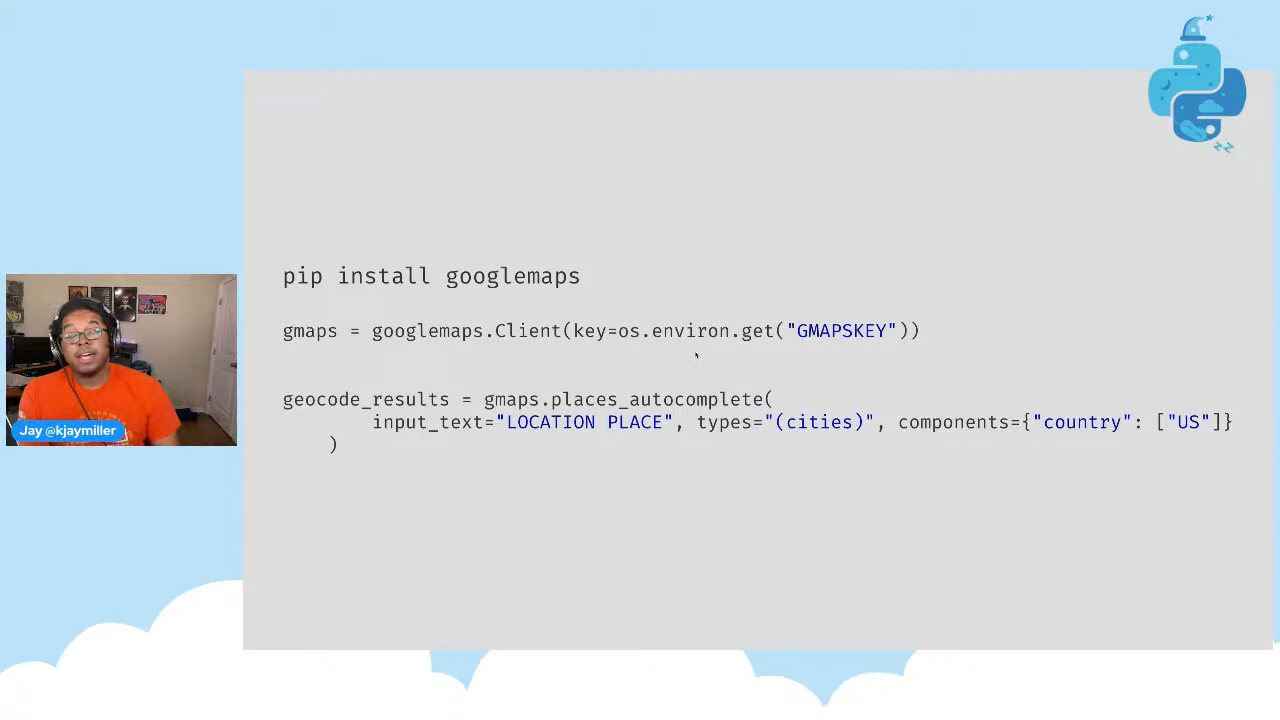 pip install googlemaps
gmaps = googlemaps.Client(key=os.environ.get("GMAPSKEY"))
geocode_results = gmaps.places_autocomplete(
input_text="LOCATION PLACE", types="(cities)", components={"country": ["US"]}
)
Jay @kjaymiller
zz